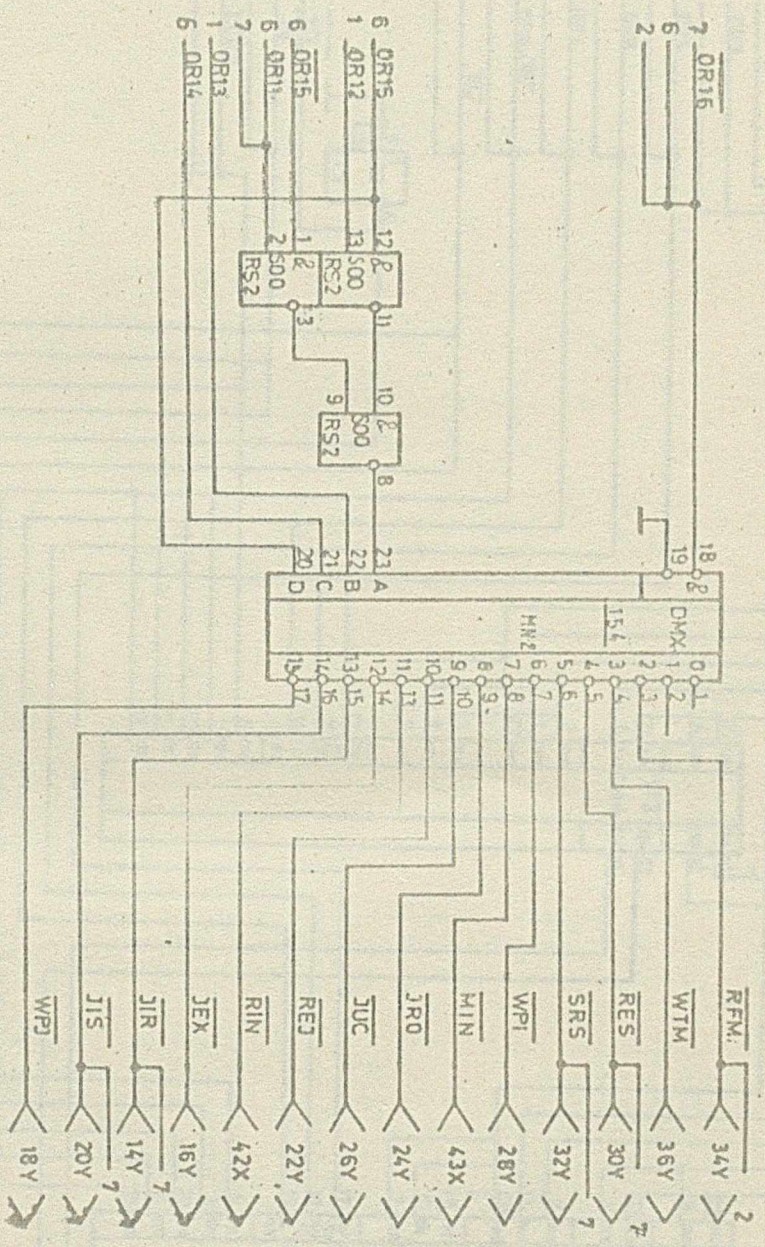 7 OR16
6
2
6 OR15
1 OR12
6 OR15
5 OR11
7
1 OR13
5 OR14
12 & 11
13 S00
RS2
1 & 3
2 S00
RS2
10 & 8
9 S00
RS2
18 &
19
23 A
22 B
21 C
20 D
DMX
154
MN2
0 1
1 2
2 3
3 4
4 5
5 6
6 7
7 8
8 9
9 10
10 11
11 13
12 14
13 15
14 16
15 17
RFM 34Y 2
WTM 36Y
RES 30Y 7
SRS 32Y 7
WPI 28Y
MIN 43X
JRO 24Y
JUC 26Y
REJ 22Y
RIN 42X
JEX 16Y
JIR 14Y 7
JIS 20Y 7
WPJ 18Y